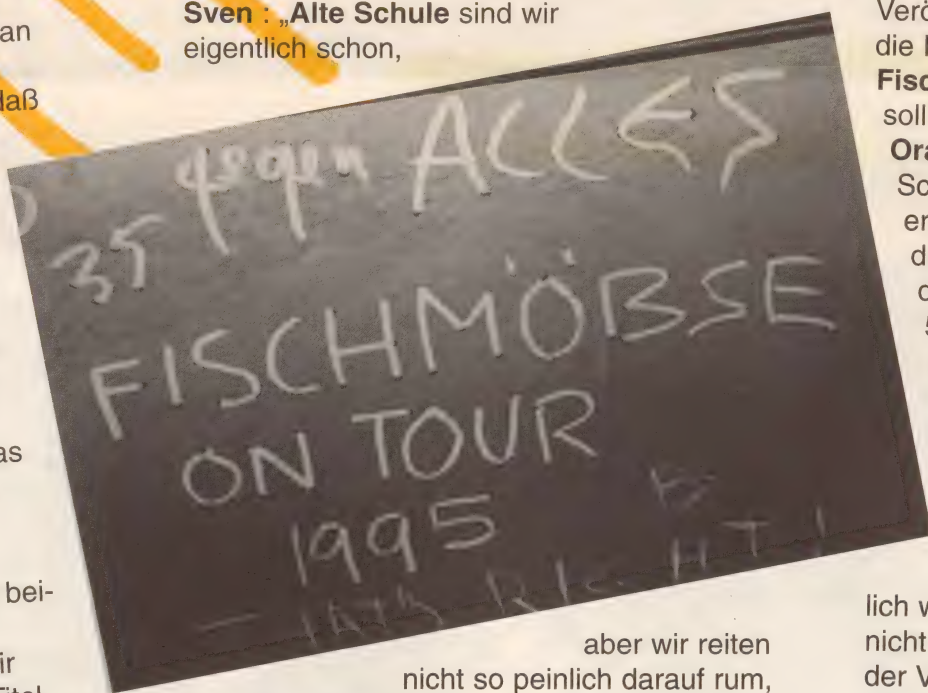 an
daß
Sven : „Alte Schule sind wir
eigentlich schon,
35 gegen ALLES
FISCHMÖBSE
ON TOUR
1995
as
bei-
ir
Titel
aber wir reiten
nicht so peinlich darauf rum,
Verö
die
Fisc
soll
Ora
Sc
er
d
lich w
nicht
der V